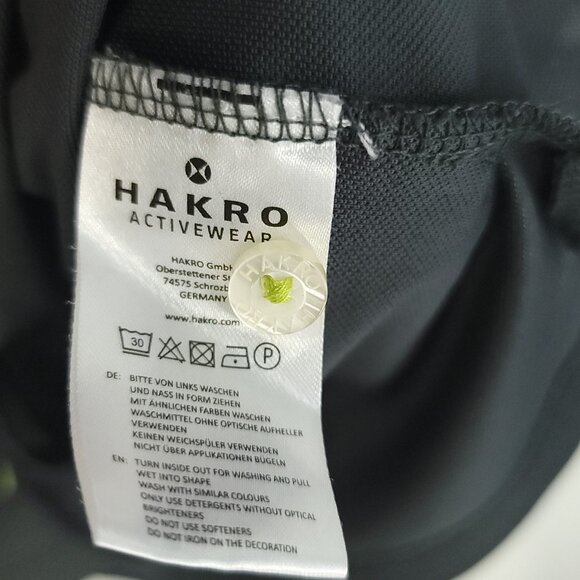 HAKRO
ACTIVEWEAR
HAKRO GmbH
Oberstettener
74575
GERMANY
www.hakro.com
HAKRO
30
P
DE: BITTE VON LINKS WASCHEN
UND NASS IN FORM ZIEHEN
MIT ÄHNLICHEN FARBEN WASCHEN
WASCHMITTEL OHNE OPTISCHE AUFHELLER
VERWENDEN
KEINEN WEICHSPÜLER VERWENDEN
NICHT ÜBER APPLIKATIONEN BÜGELN
EN: TURN INSIDE OUT FOR WASHING AND PULL
WET INTO SHAPE
WASH WITH SIMILAR COLOURS
ONLY USE DETERGENTS WITHOUT OPTICAL
BRIGHTENERS
DO NOT USE SOFTENERS
DO NOT IRON ON THE DECORATION